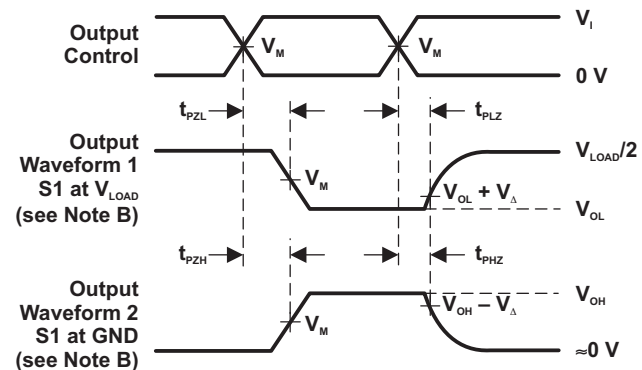 Output
Control
V_M
V_M
V_I
0 V
t_PZL
t_PLZ
Output
Waveform 1
S1 at V_LOAD
(see Note B)
V_M
V_OL + V_Δ
V_LOAD/2
V_OL
t_PZH
t_PHZ
Output
Waveform 2
S1 at GND
(see Note B)
V_M
V_OH – V_Δ
V_OH
≈0 V